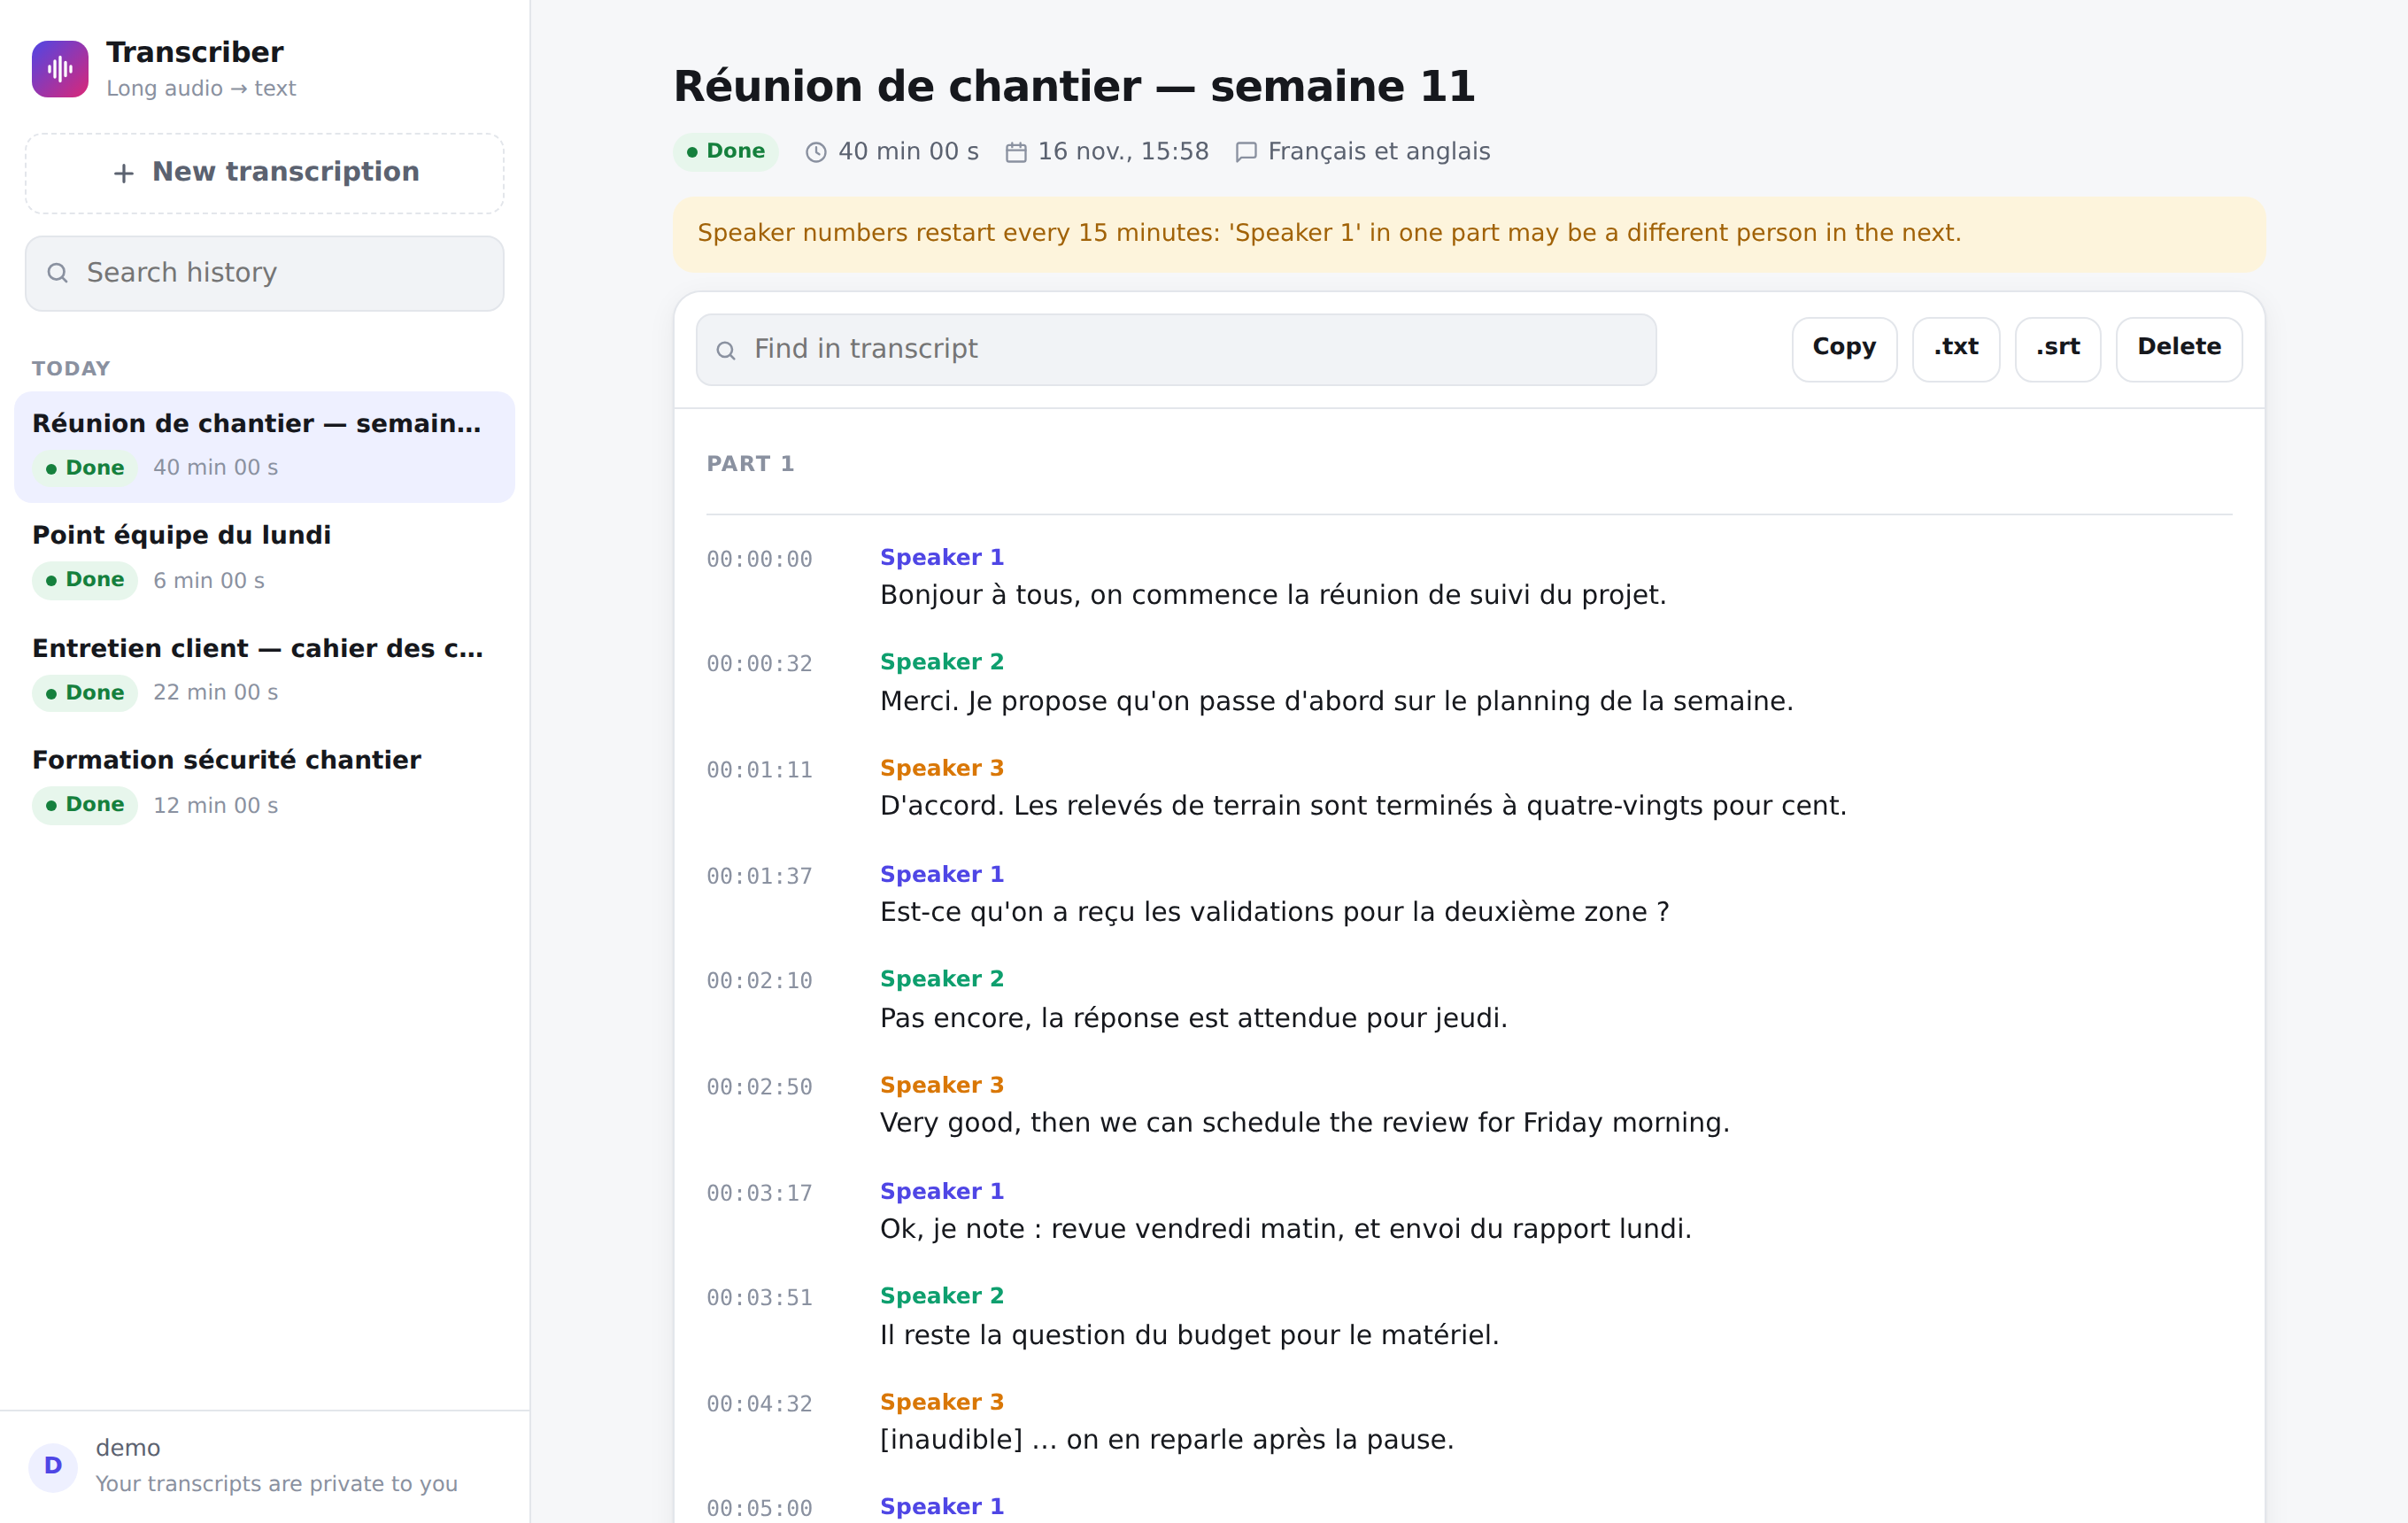 Transcriber
Long audio → text
+ New transcription
Search history
TODAY
Réunion de chantier — semain…
Done 40 min 00 s
Point équipe du lundi
Done 6 min 00 s
Entretien client — cahier des c…
Done 22 min 00 s
Formation sécurité chantier
Done 12 min 00 s
D
demo
Your transcripts are private to you
Réunion de chantier — semaine 11
Done 40 min 00 s 16 nov., 15:58 Français et anglais
Speaker numbers restart every 15 minutes: 'Speaker 1' in one part may be a different person in the next.
Find in transcript Copy .txt .srt Delete
PART 1
00:00:00 Speaker 1
Bonjour à tous, on commence la réunion de suivi du projet.
00:00:32 Speaker 2
Merci. Je propose qu'on passe d'abord sur le planning de la semaine.
00:01:11 Speaker 3
D'accord. Les relevés de terrain sont terminés à quatre-vingts pour cent.
00:01:37 Speaker 1
Est-ce qu'on a reçu les validations pour la deuxième zone ?
00:02:10 Speaker 2
Pas encore, la réponse est attendue pour jeudi.
00:02:50 Speaker 3
Very good, then we can schedule the review for Friday morning.
00:03:17 Speaker 1
Ok, je note : revue vendredi matin, et envoi du rapport lundi.
00:03:51 Speaker 2
Il reste la question du budget pour le matériel.
00:04:32 Speaker 3
[inaudible] … on en reparle après la pause.
00:05:00 Speaker 1